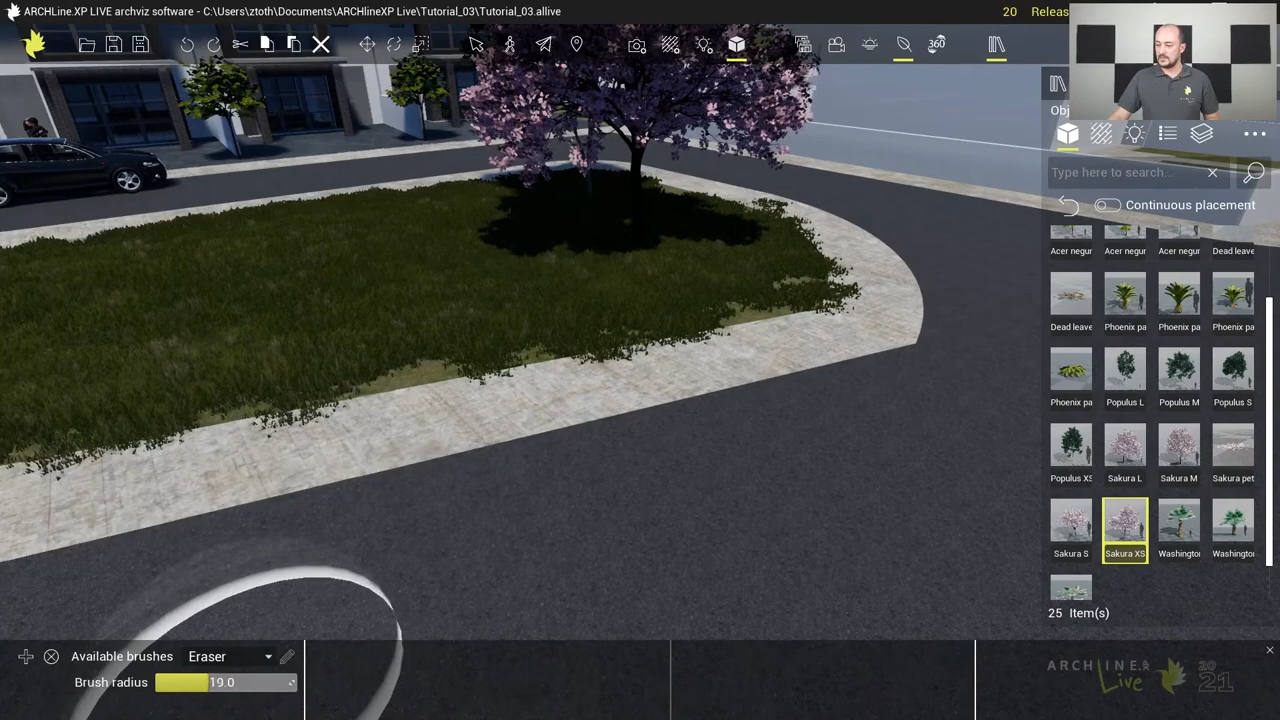 ARCHLine.XP LIVE archviz software - C:\Users\ztoth\Documents\ARCHlineXP Live\Tutorial_03\Tutorial_03.allive
20 Releas
360
Obj
Type here to search...
Continuous placement
Acer negur Acer negur Acer negur Dead leave
Dead leave Phoenix pa Phoenix pa Phoenix pa
Phoenix pa Populus L Populus M Populus S
Populus XS Sakura L Sakura M Sakura pet
Sakura S Sakura XS Washingto Washingto
25 Item(s)
Available brushes Eraser
Brush radius 19.0
ARCHLINE.XP Live 2021